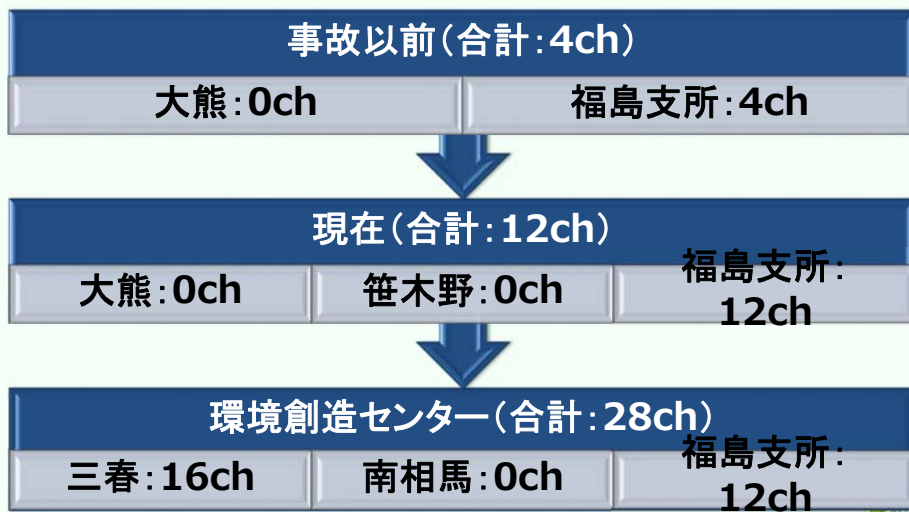 事故以前(合計:4ch)
大熊:0ch
福島支所:4ch
現在(合計:12ch)
大熊:0ch
笹木野:0ch
福島支所:
12ch
環境創造センター(合計:28ch)
三春:16ch
南相馬:0ch
福島支所:
12ch